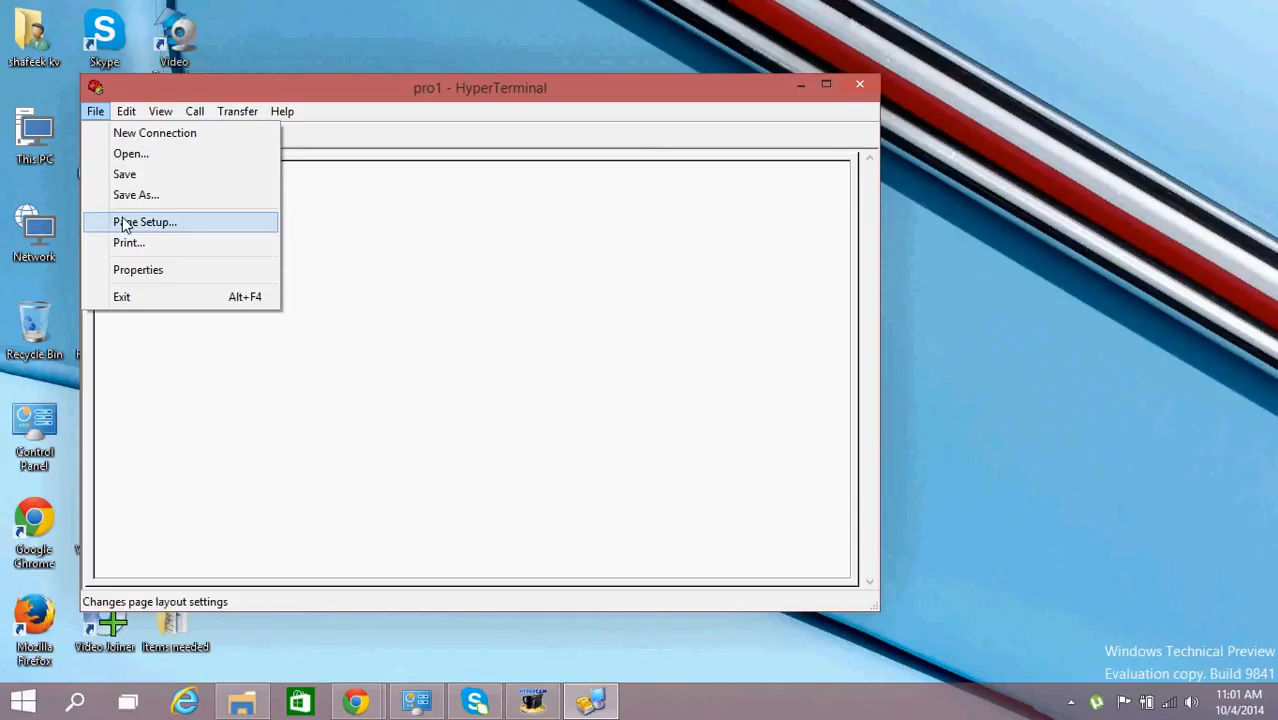 shafeek kv
Skype
Video
This PC
Network
Recycle Bin
Control
Panel
Google
Chrome
Mozilla
Firefox
Video Joiner
Items needed
pro1 - HyperTerminal
File Edit View Call Transfer Help
New Connection
Open...
Save
Save As...
Page Setup...
Print...
Properties
Exit Alt+F4
Changes page layout settings
Windows Technical Preview
Evaluation copy. Build 9841
HYPERCAM
11:01 AM
10/4/2014